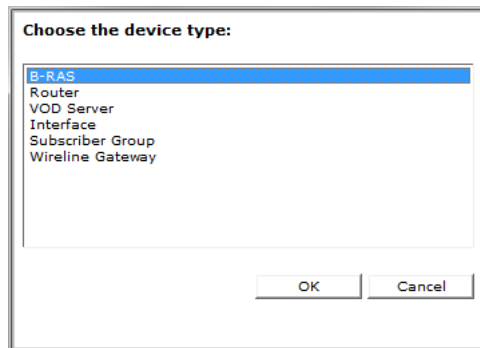 Choose the device type:
B-RAS
Router
VOD Server
Interface
Subscriber Group
Wireline Gateway
OK
Cancel